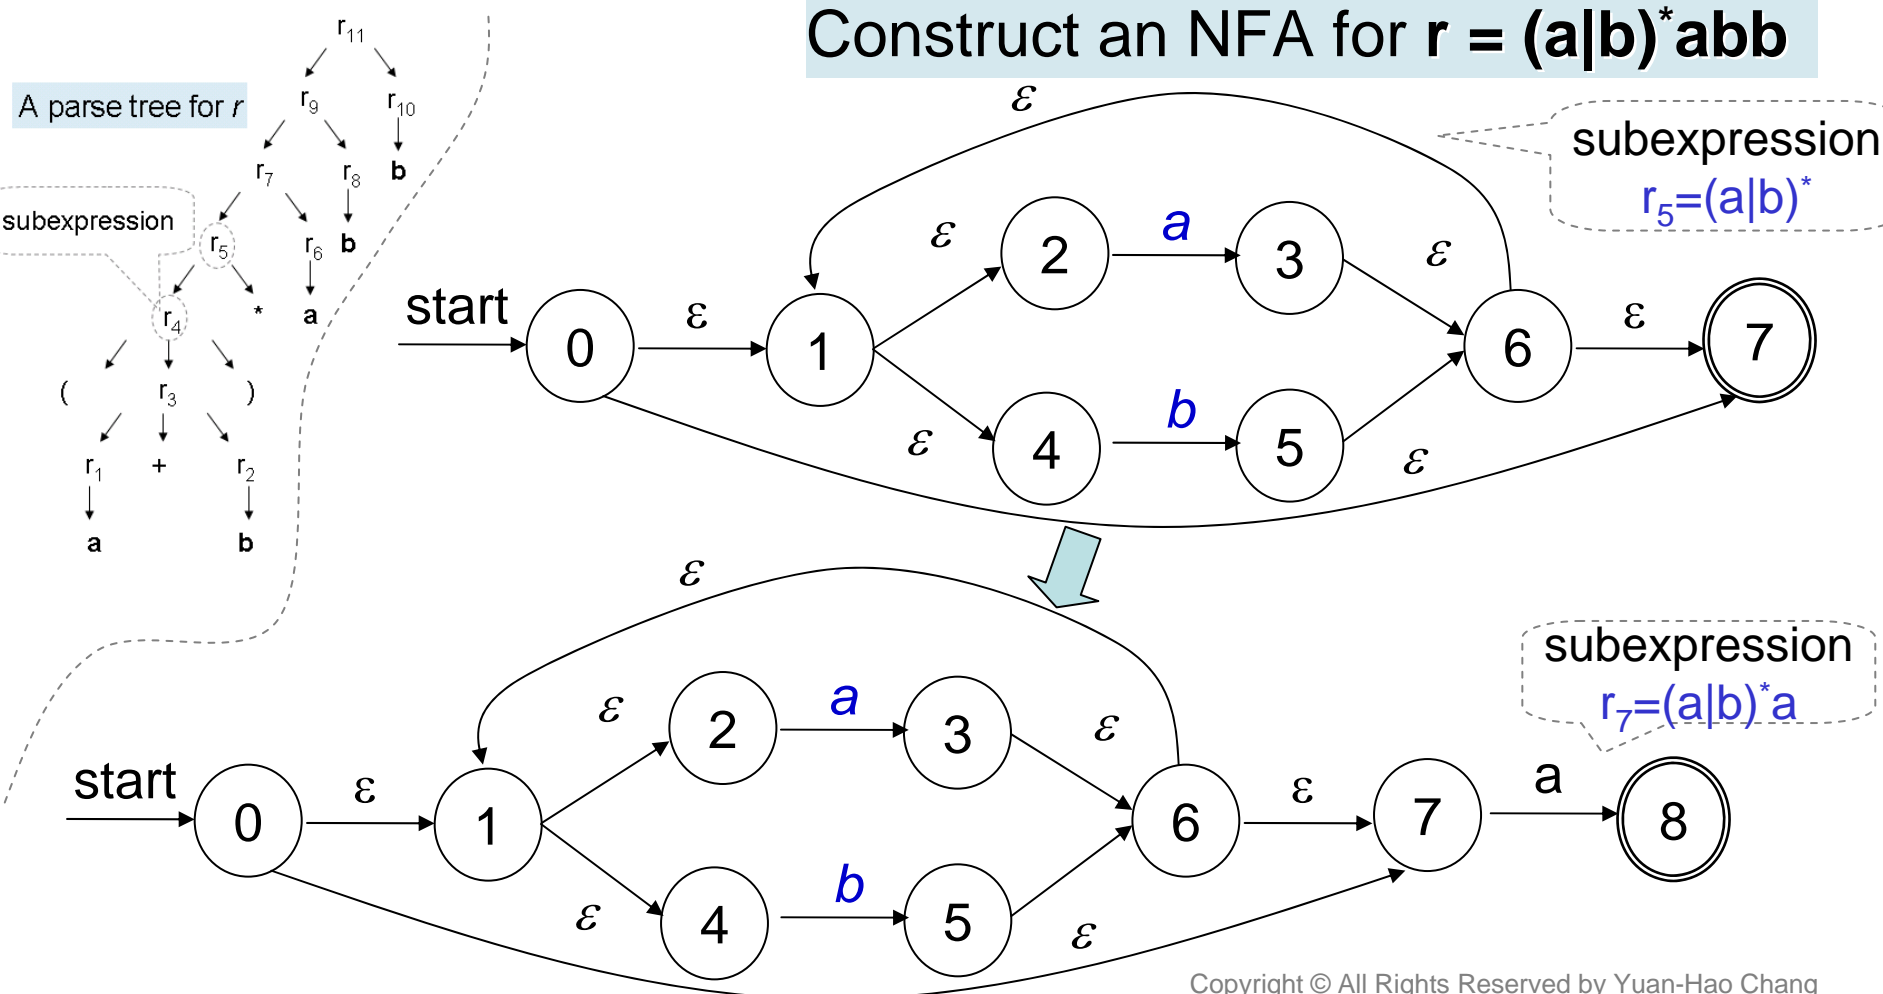 Construct an NFA for r = (a|b)*abb
A parse tree for r
r11
r9 r10
r7 r8 b
subexpression
r5 r6 b
r4 * a
( r3 )
r1 + r2
a b
subexpression
r5=(a|b)*
start
0
ε
1
ε
2
a
3
ε
ε
4
b
5
ε
6
ε
7
ε
subexpression
r7=(a|b)*a
start
0
ε
1
ε
2
a
3
ε
ε
4
b
5
ε
6
ε
7
a
8
ε
Copyright © All Rights Reserved by Yuan-Hao Chang